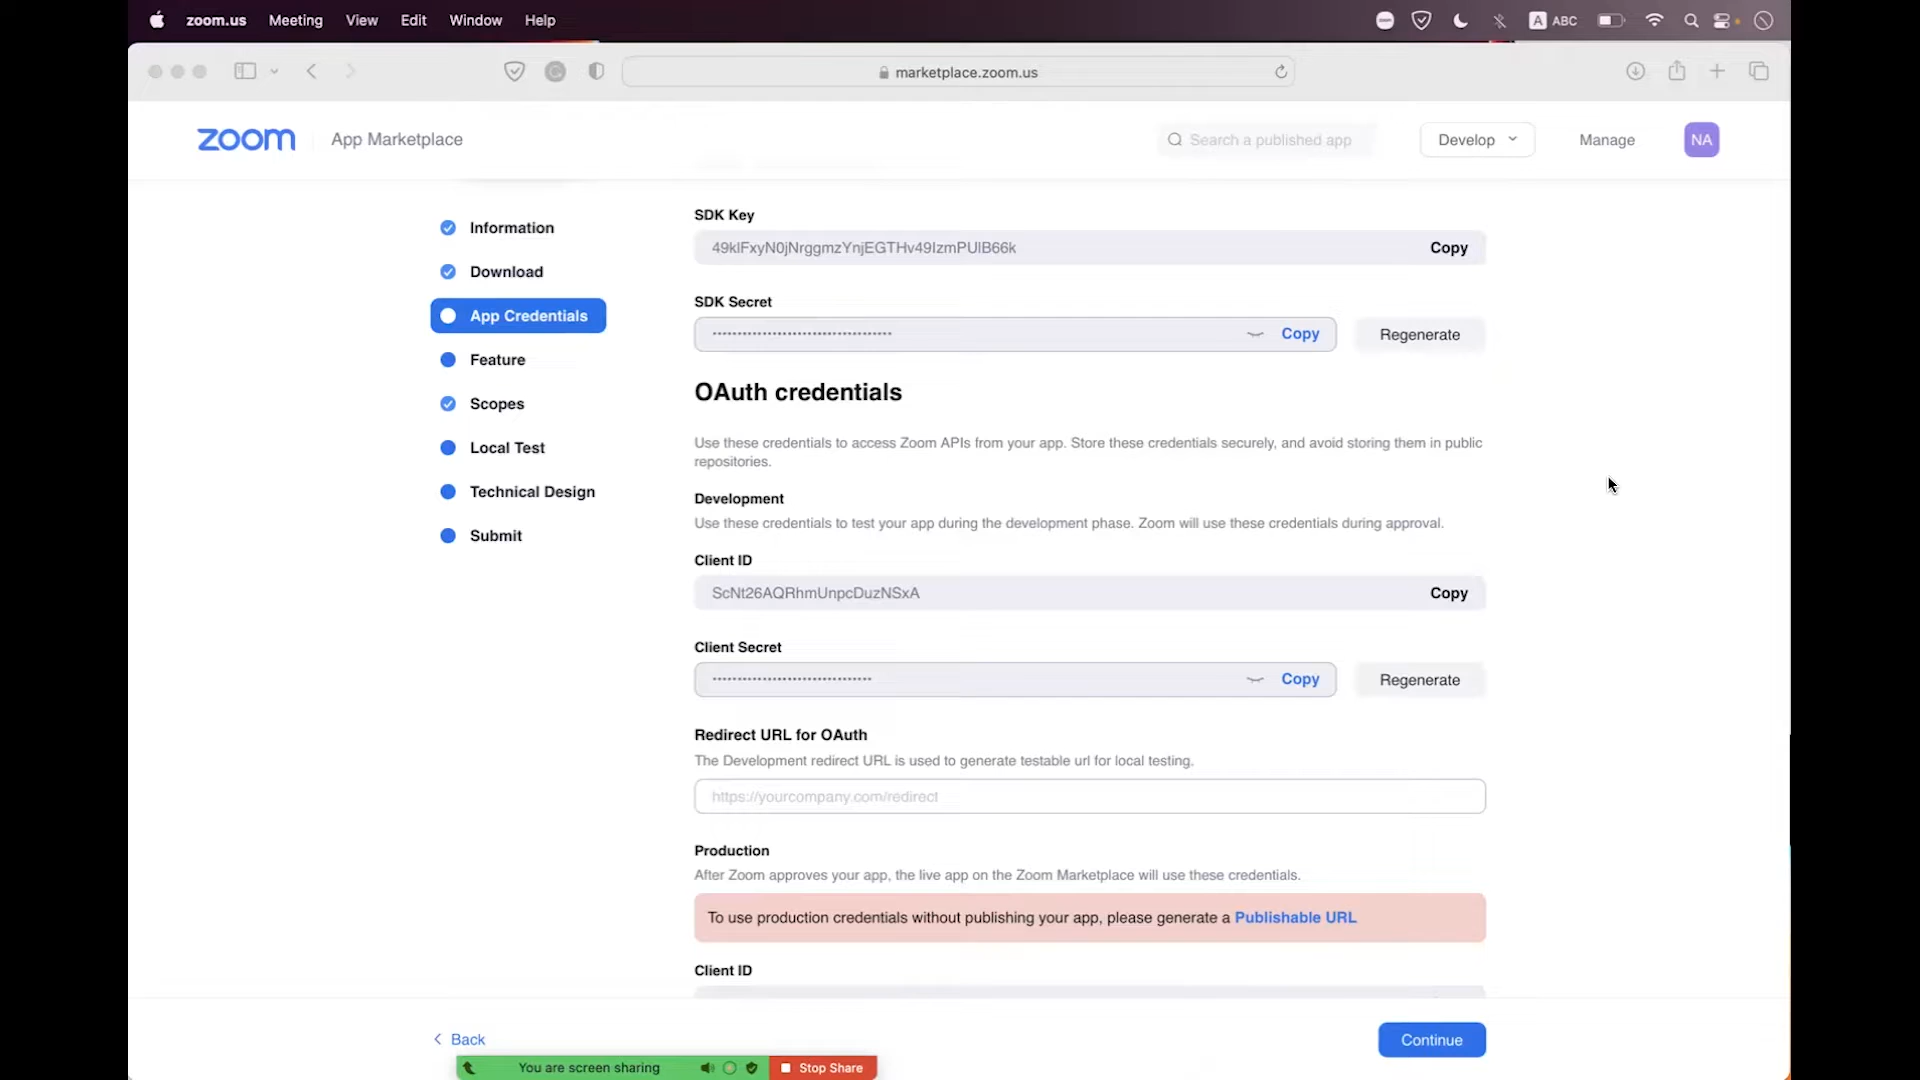 zoom.us Meeting View Edit Window Help
A ABC
marketplace.zoom.us
zoom App Marketplace
Search a published app
Develop
Manage
NA
Information
Download
App Credentials
Feature
Scopes
Local Test
Technical Design
Submit
SDK Key
49klFxyN0jNrggmzYnjEGTHv49IzmPUlB66k
Copy
SDK Secret
Copy
Regenerate
OAuth credentials
Use these credentials to access Zoom APIs from your app. Store these credentials securely, and avoid storing them in public
repositories.
Development
Use these credentials to test your app during the development phase. Zoom will use these credentials during approval.
Client ID
ScNt26AQRhmUnpcDuzNSxA
Copy
Client Secret
Copy
Regenerate
Redirect URL for OAuth
The Development redirect URL is used to generate testable url for local testing.
https://yourcompany.com/redirect
Production
After Zoom approves your app, the live app on the Zoom Marketplace will use these credentials.
To use production credentials without publishing your app, please generate a Publishable URL
Client ID
Back
Continue
You are screen sharing
Stop Share